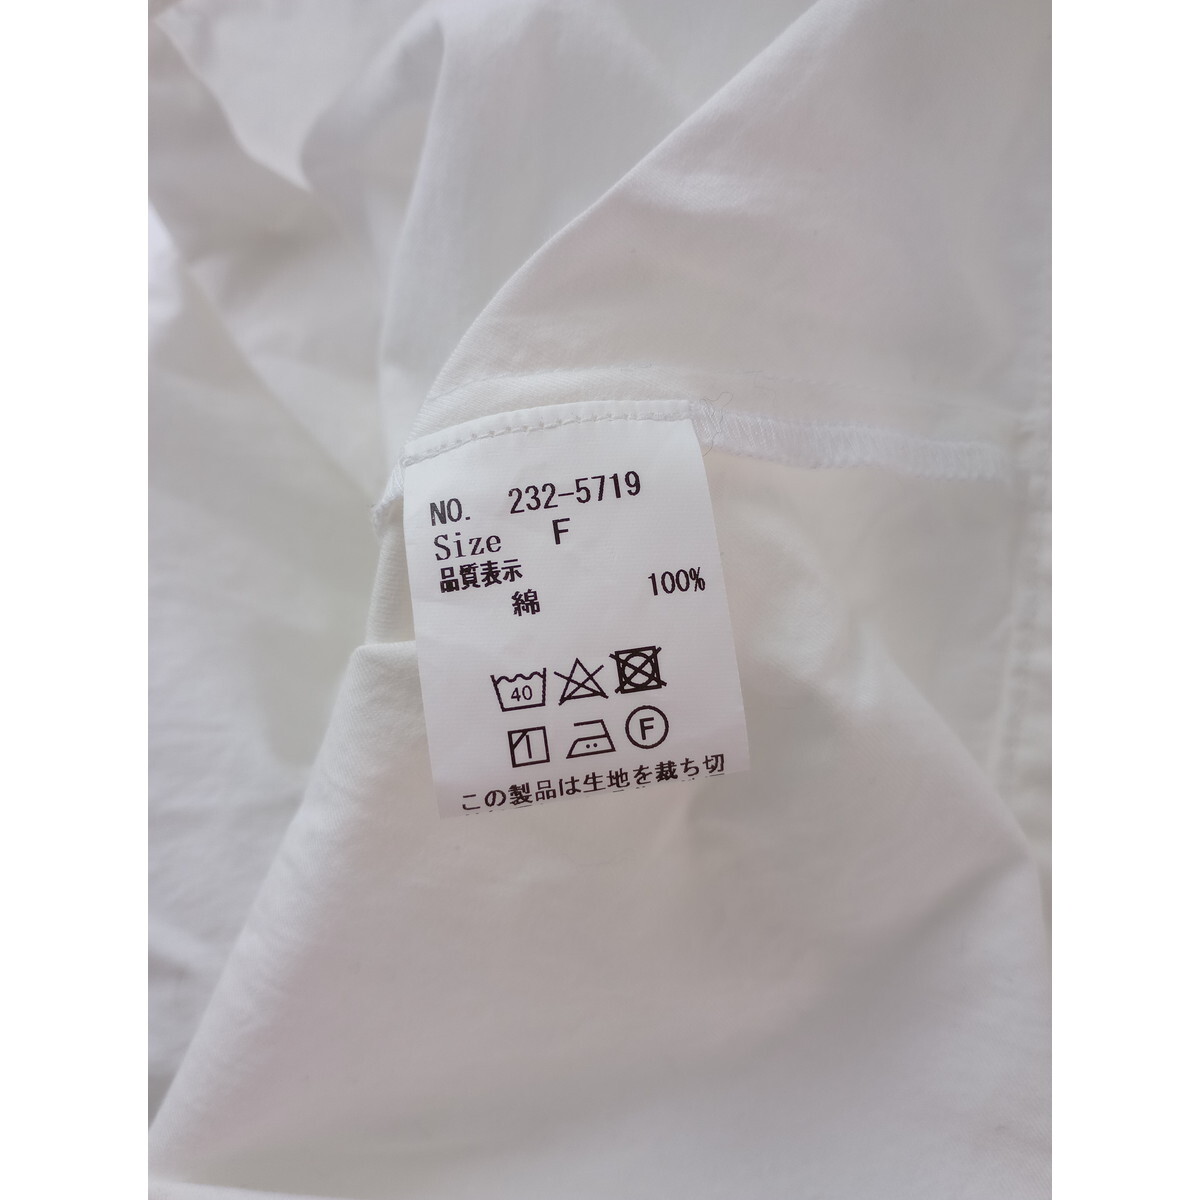 NO. 232-5719
Size F
品質表示
綿 100%
40
F
この製品は生地を裁ち切